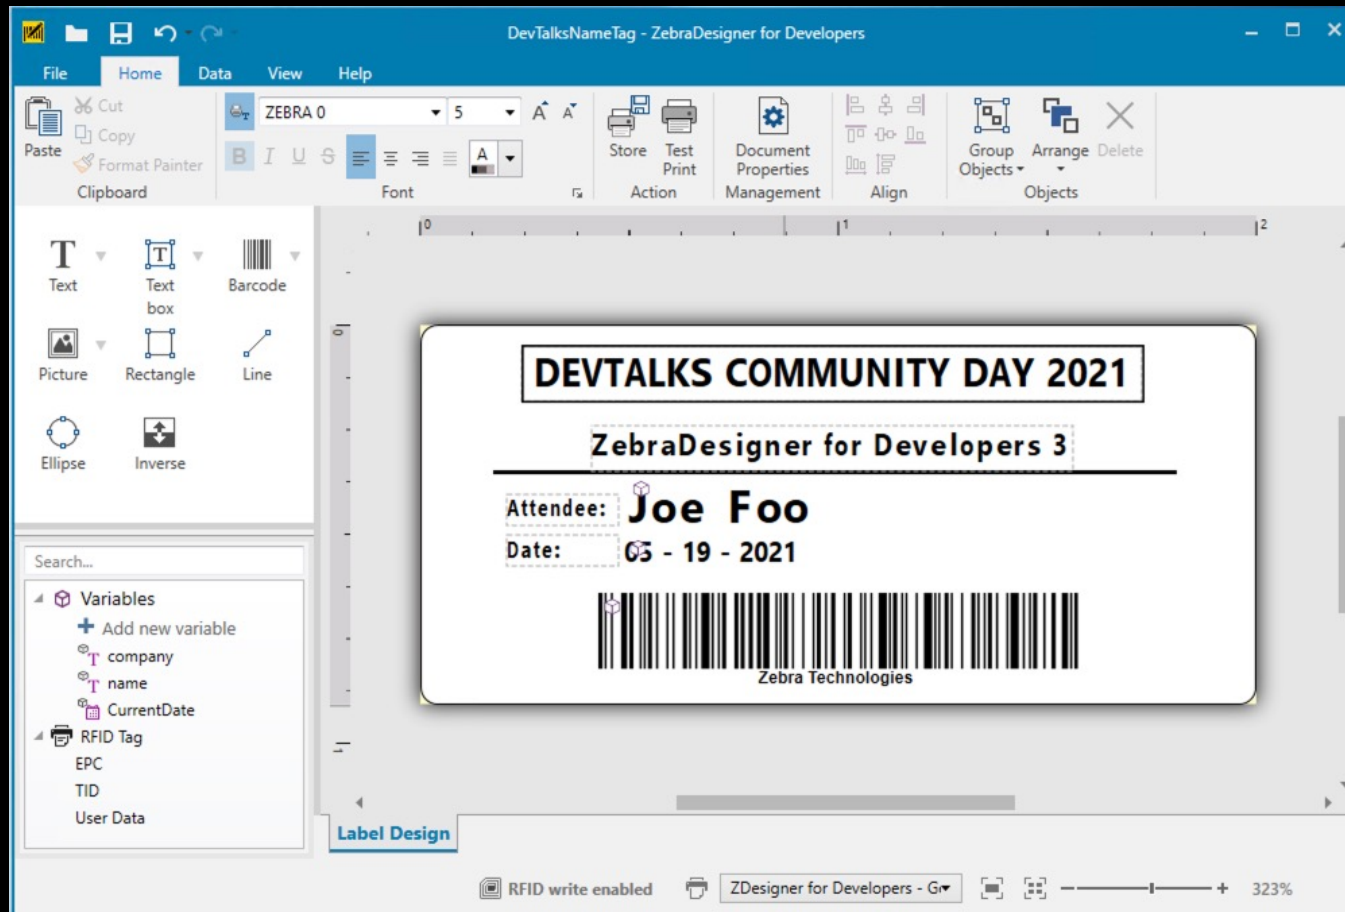 DevTalksNameTag - ZebraDesigner for Developers
File Home Data View Help
Paste
Cut
Copy
Format Painter
Clipboard
ZEBRA 0 5 A A
B I U S A
Font
Store Test Print
Action
Document Properties
Management
Align
Group Objects Arrange Delete
Objects
T Text
T Text box
Barcode
Picture
Rectangle
Line
Ellipse
Inverse
Search...
Variables
Add new variable
T company
T name
CurrentDate
RFID Tag
EPC
TID
User Data
0 1 2
0
1
DEVTALKS COMMUNITY DAY 2021
ZebraDesigner for Developers 3
Attendee: Joe Foo
Date: 05 - 19 - 2021
Zebra Technologies
Label Design
RFID write enabled ZDesigner for Developers - 323%